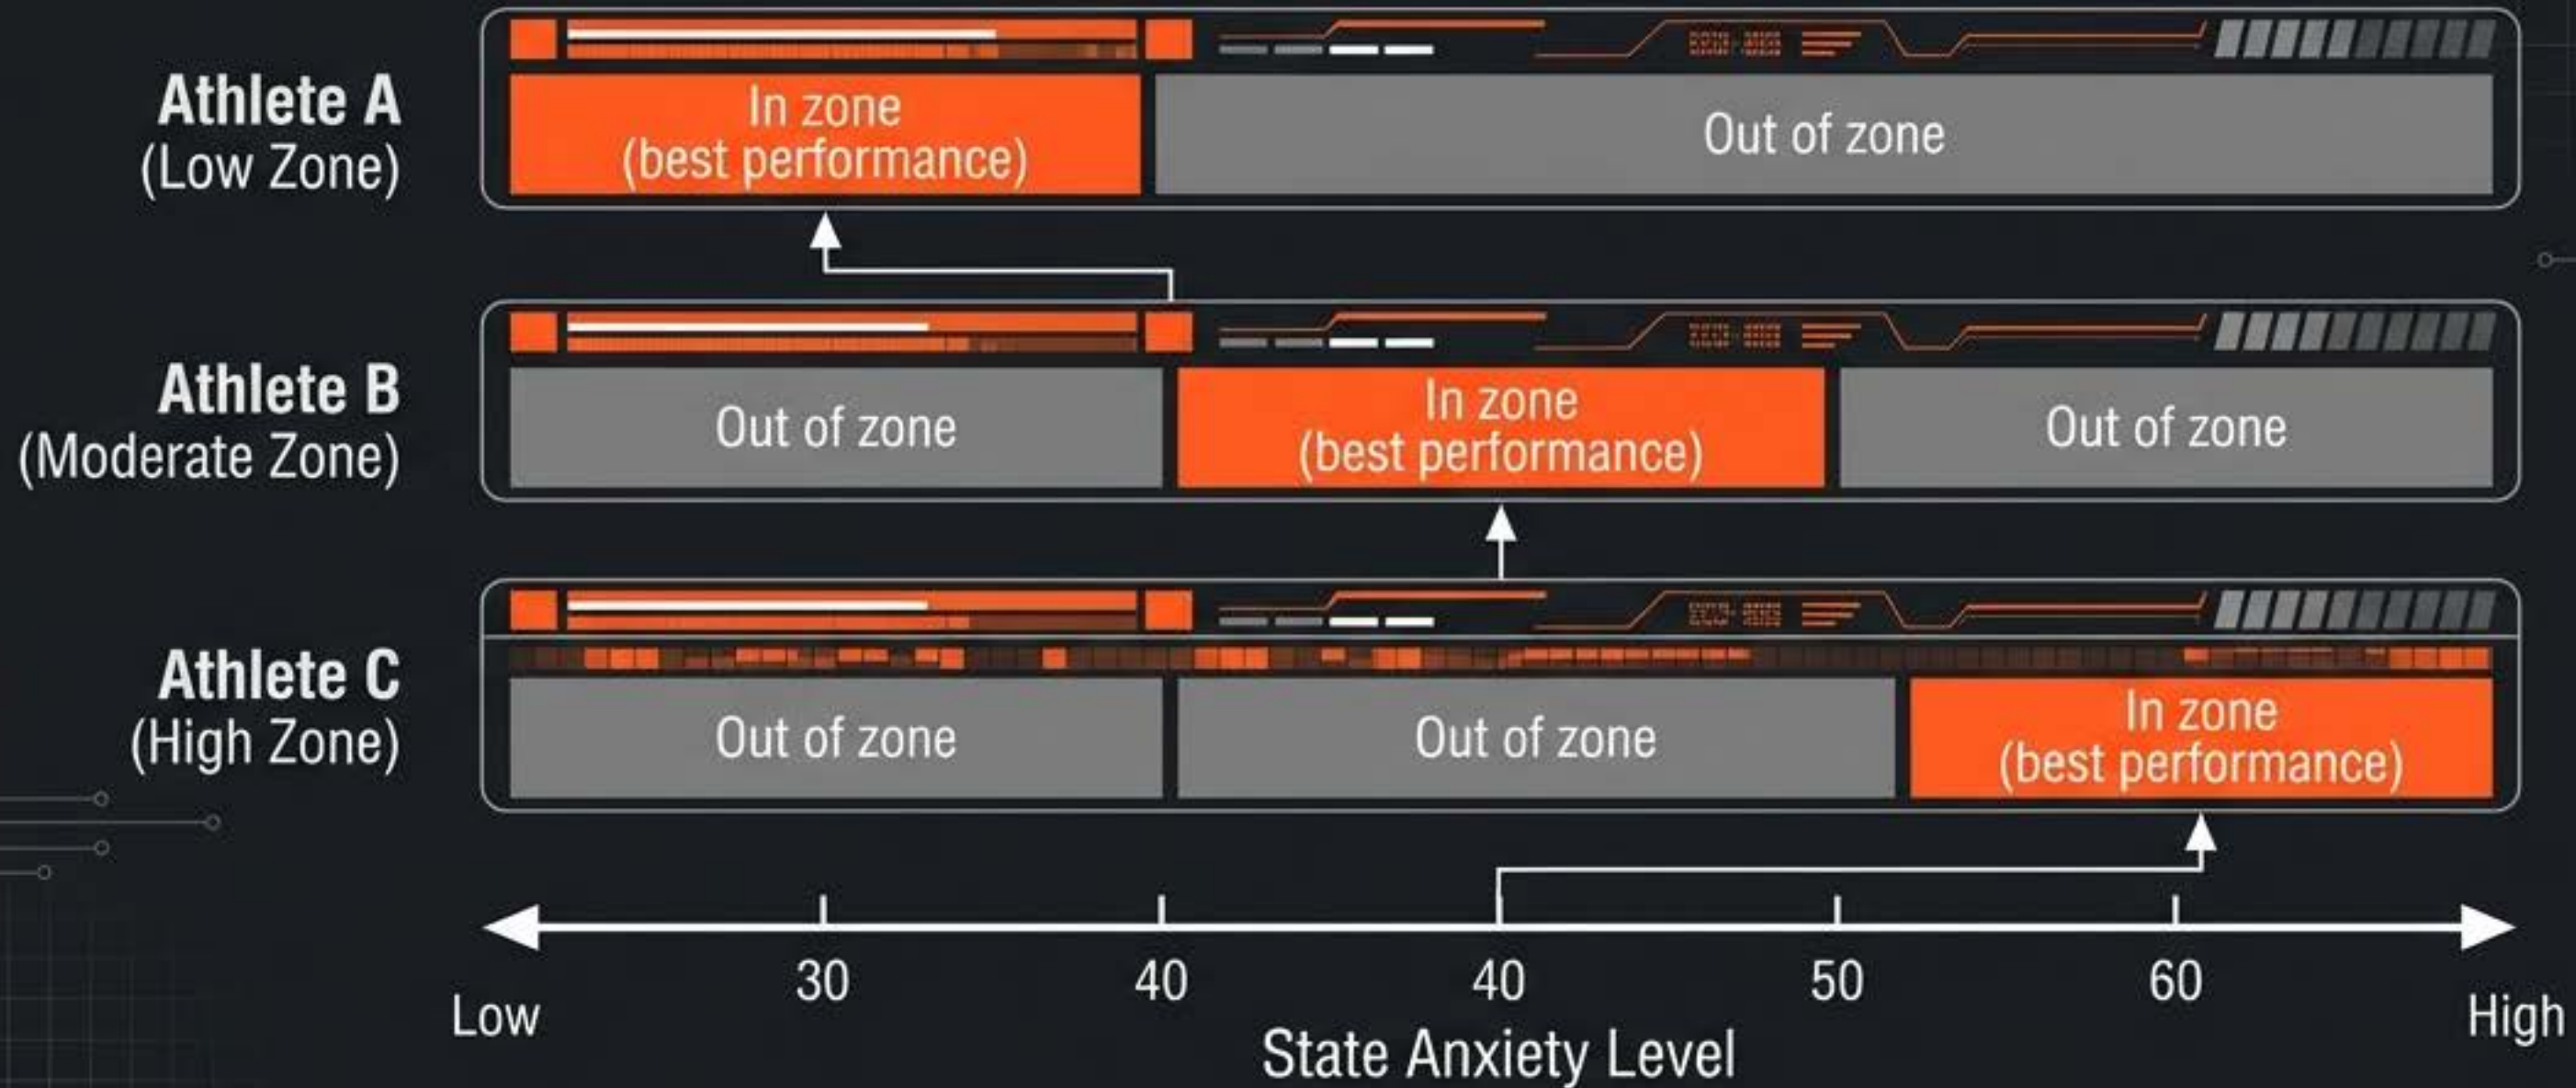 Athlete A
(Low Zone)
In zone
(best performance)
Out of zone
Athlete B
(Moderate Zone)
Out of zone
In zone
(best performance)
Out of zone
Athlete C
(High Zone)
Out of zone
Out of zone
In zone
(best performance)
30
40
40
50
60
Low
High
State Anxiety Level